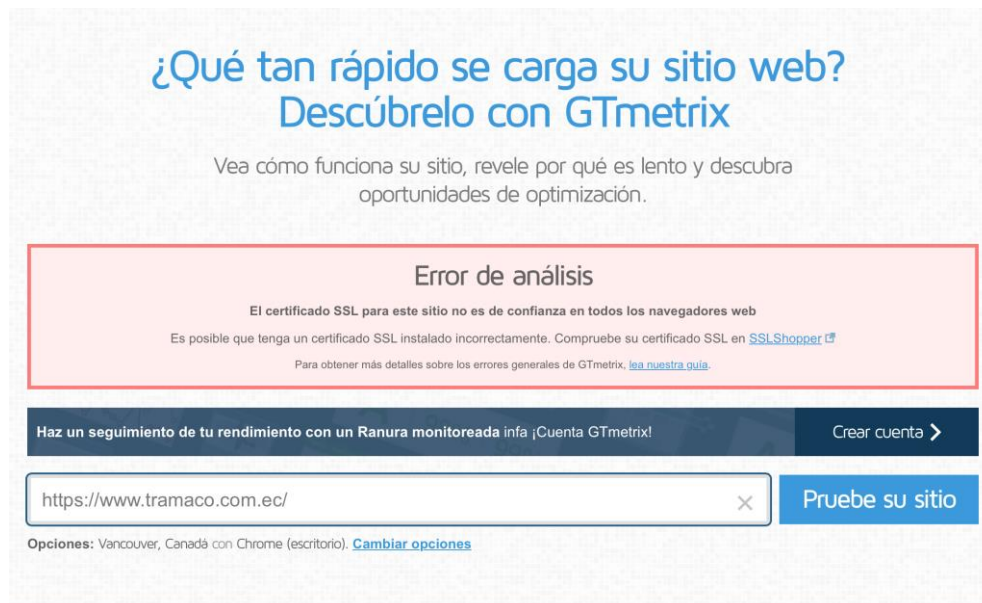 ¿Qué tan rápido se carga su sitio web?
Descúbrelo con GTmetrix
Vea cómo funciona su sitio, revele por qué es lento y descubra
oportunidades de optimización.
Error de análisis
El certificado SSL para este sitio no es de confianza en todos los navegadores web
Es posible que tenga un certificado SSL instalado incorrectamente. Compruebe su certificado SSL en SSLShopper
Para obtener más detalles sobre los errores generales de GTmetrix, lea nuestra guía.
Haz un seguimiento de tu rendimiento con un Ranura monitoreada infa ¡Cuenta GTmetrix!
Crear cuenta
https://www.tramaco.com.ec/
Pruebe su sitio
Opciones: Vancouver, Canadá con Chrome (escritorio). Cambiar opciones